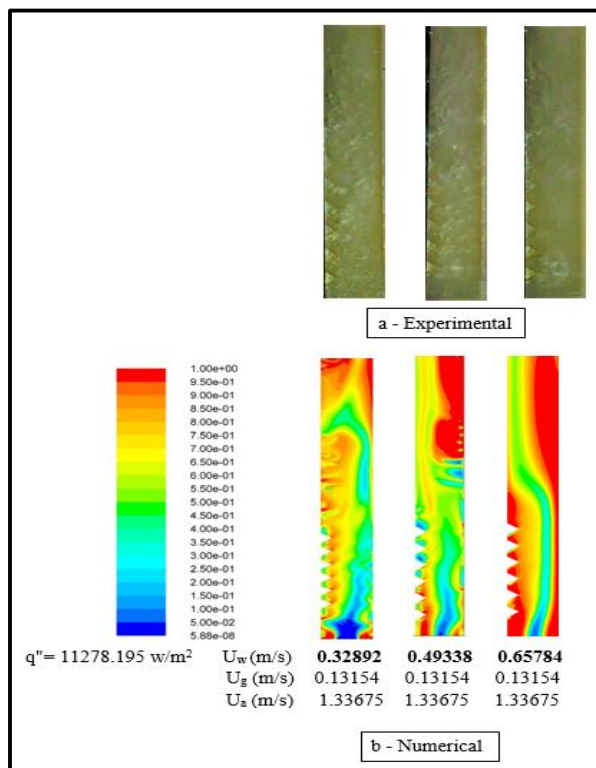 a - Experimental
1.00e+00
9.50e-01
9.00e-01
8.50e-01
8.00e-01
7.50e-01
7.00e-01
6.50e-01
6.00e-01
5.50e-01
5.00e-01
4.50e-01
4.00e-01
3.50e-01
3.00e-01
2.50e-01
2.00e-01
1.50e-01
1.00e-01
5.00e-02
5.88e-08
q"= 11278.195 w/m² U_w (m/s) 0.32892 0.49338 0.65784
U_g (m/s) 0.13154 0.13154 0.13154
U_a (m/s) 1.33675 1.33675 1.33675
b - Numerical